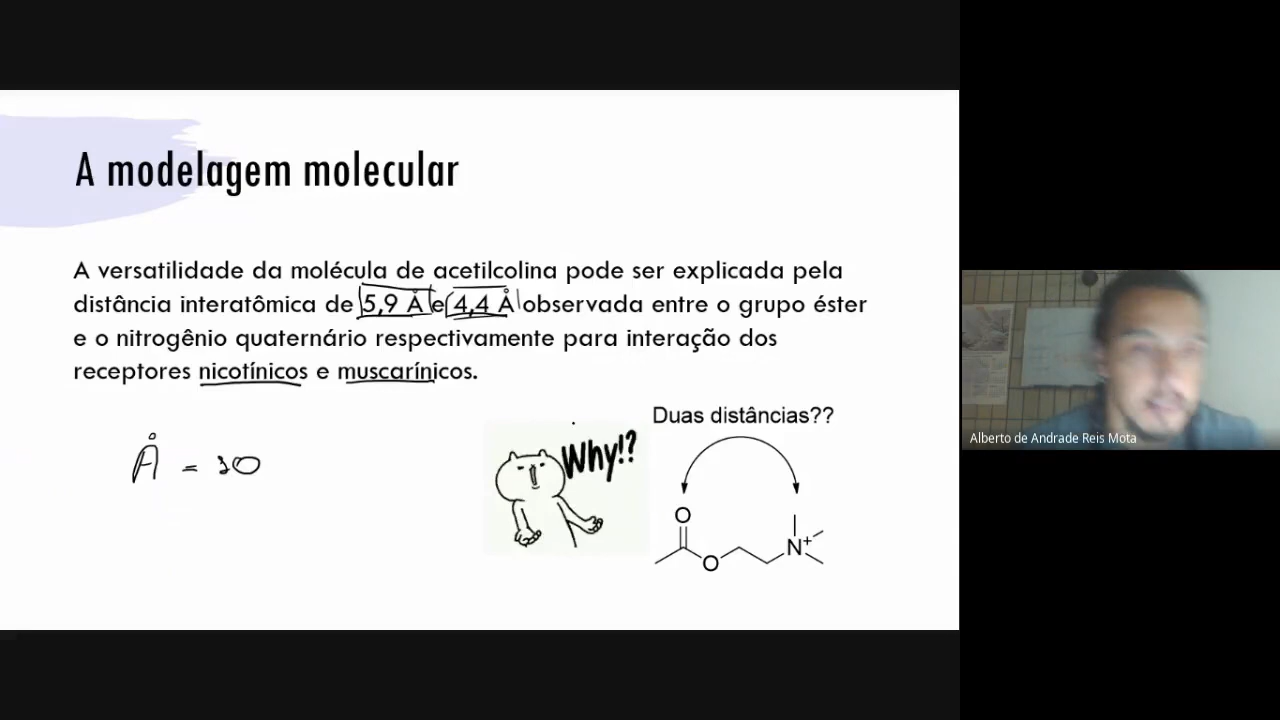 A modelagem molecular
A versatilidade da molécula de acetilcolina pode ser explicada pela
distância interatômica de 5,9 Å e 4,4 Å observada entre o grupo éster
e o nitrogênio quaternário respectivamente para interação dos
receptores nicotínicos e muscarínicos.
Å = 10
Why!?
Duas distâncias??
O
O
N+
Alberto de Andrade Reis Mota